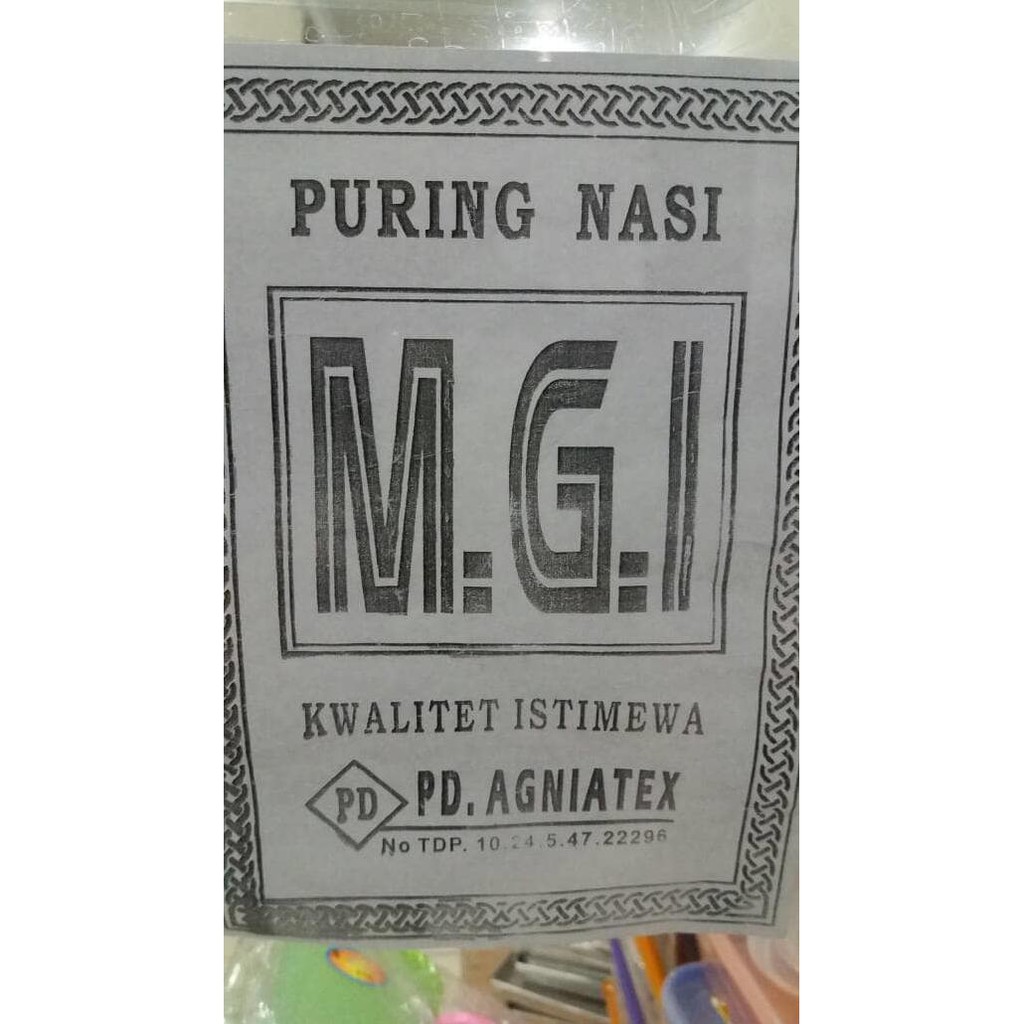 PURING NASI
M.G.I
KWALITET ISTIMEWA
PD PD. AGNIATEX
No TDP. 10.24.5.47.22296